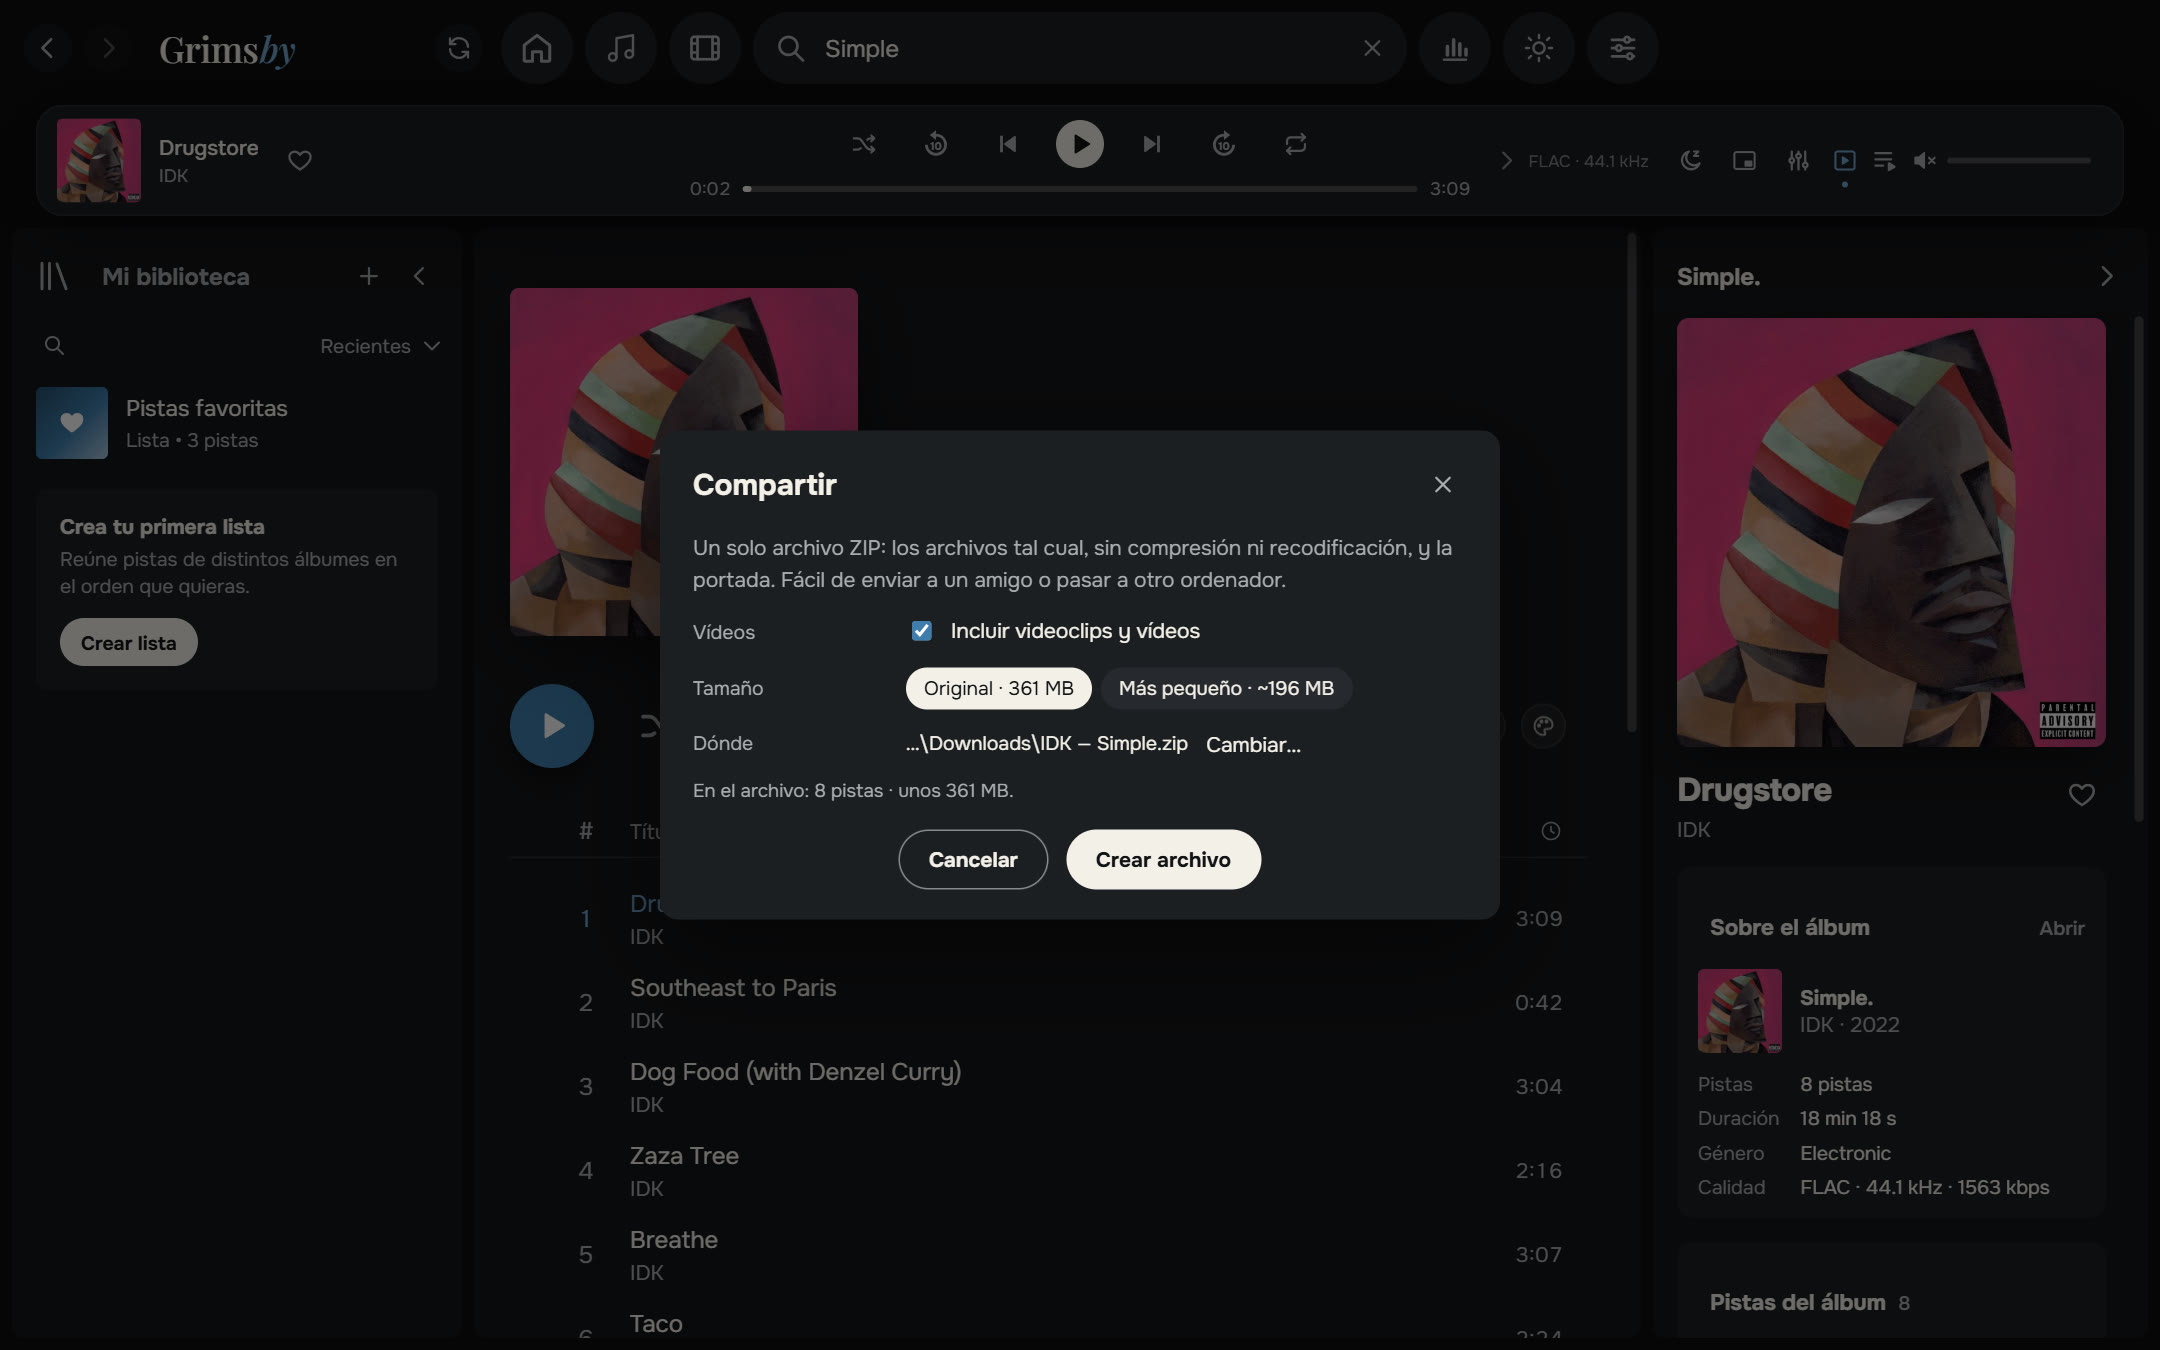 Grimsby
Simple
Drugstore
IDK
10
10
0:02
3:09
FLAC · 44.1 kHz
Mi biblioteca
Recientes
Pistas favoritas
Lista • 3 pistas
Crea tu primera lista
Reúne pistas de distintos álbumes en
el orden que quieras.
Crear lista
Compartir
Un solo archivo ZIP: los archivos tal cual, sin compresión ni recodificación, y la
portada. Fácil de enviar a un amigo o pasar a otro ordenador.
Vídeos
Incluir videoclips y vídeos
Tamaño
Original · 361 MB
Más pequeño · ~196 MB
Dónde
...\Downloads\IDK – Simple.zip
Cambiar...
En el archivo: 8 pistas · unos 361 MB.
Cancelar
Crear archivo
#
1
IDK
3:09
2
Southeast to Paris
IDK
0:42
3
Dog Food (with Denzel Curry)
IDK
3:04
4
Zaza Tree
IDK
2:16
5
Breathe
IDK
3:07
6
Taco
Simple.
PARENTAL
ADVISORY
EXPLICIT CONTENT
Drugstore
IDK
Sobre el álbum
Abrir
Simple.
IDK · 2022
Pistas
8 pistas
Duración
18 min 18 s
Género
Electronic
Calidad
FLAC · 44.1 kHz · 1563 kbps
Pistas del álbum 8